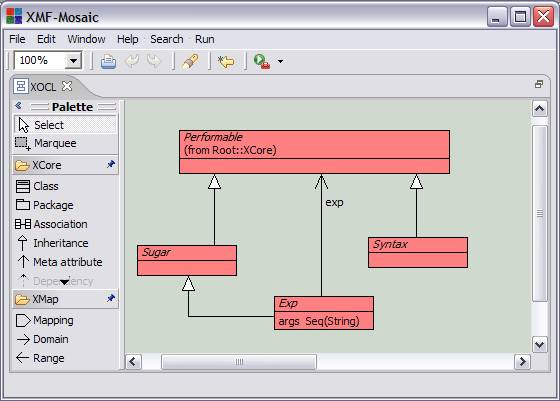 XMF-Mosaic
File Edit Window Help Search Run
100%
XOCL
Palette
Select
Marquee
XCore
Class
Package
Association
Inheritance
Meta attribute
Dependency
XMap
Mapping
Domain
Range
Performable
(from Root::XCore)
exp
Sugar
Syntax
Exp
args Seq(String)